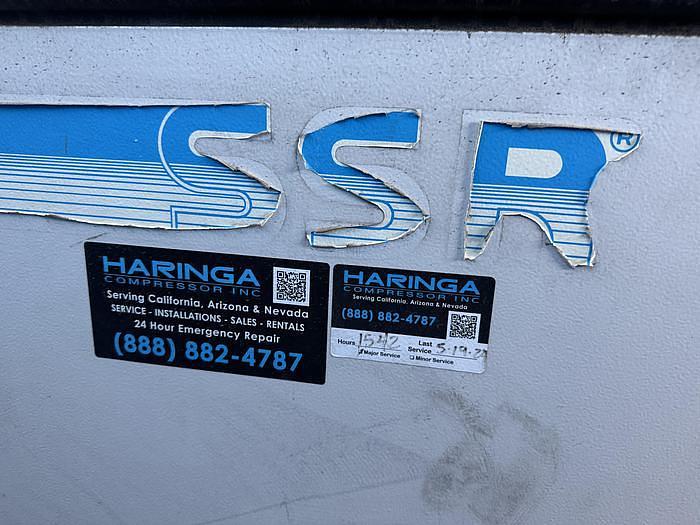 SSR®
HARINGA
COMPRESSOR INC
Serving California, Arizona & Nevada
SERVICE - INSTALLATIONS - SALES - RENTALS
24 Hour Emergency Repair
(888) 882-4787
HARINGA
COMPRESSOR INC
Serving California, Arizona & Nevada
(888) 882-4787
Hours 1542 Last Service
Major Service Minor Service